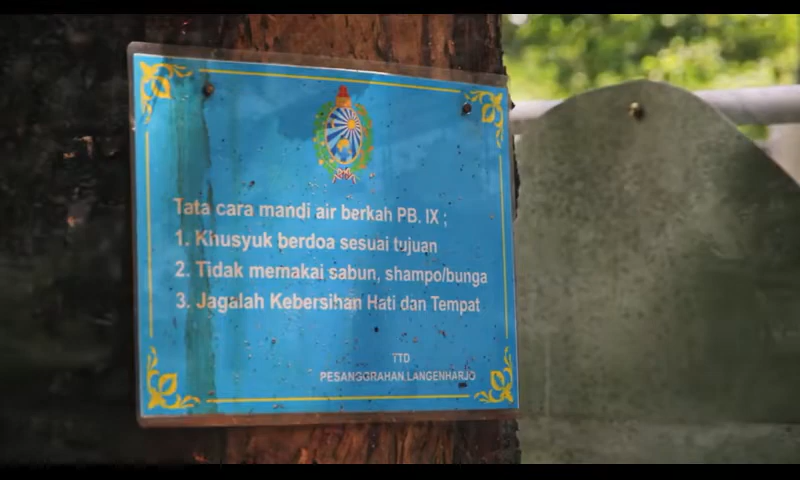 Tata cara mandi air berkah PB. IX ;
1. Khusyuk berdoa sesuai tujuan
2. Tidak memakai sabun, shampo/bunga
3. Jagalah Kebersihan Hati dan Tempat
TTD
PESANGGRAHAN LANGENHARJO